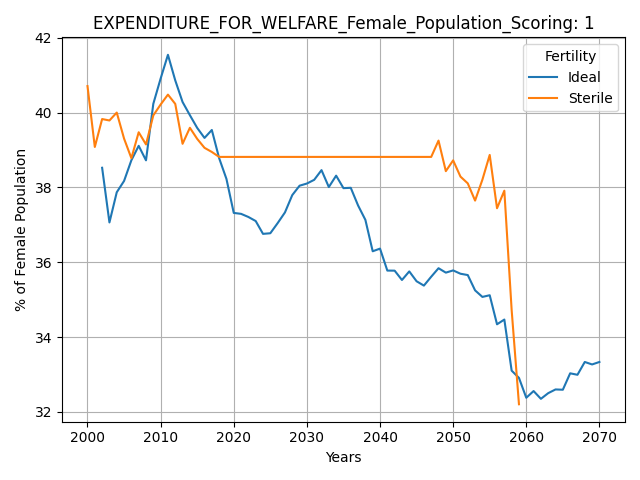 EXPENDITURE_FOR_WELFARE_Female_Population_Scoring: 1
Fertility
Ideal
Sterile
% of Female Population
42
40
38
36
34
32
2000 2010 2020 2030 2040 2050 2060 2070
Years